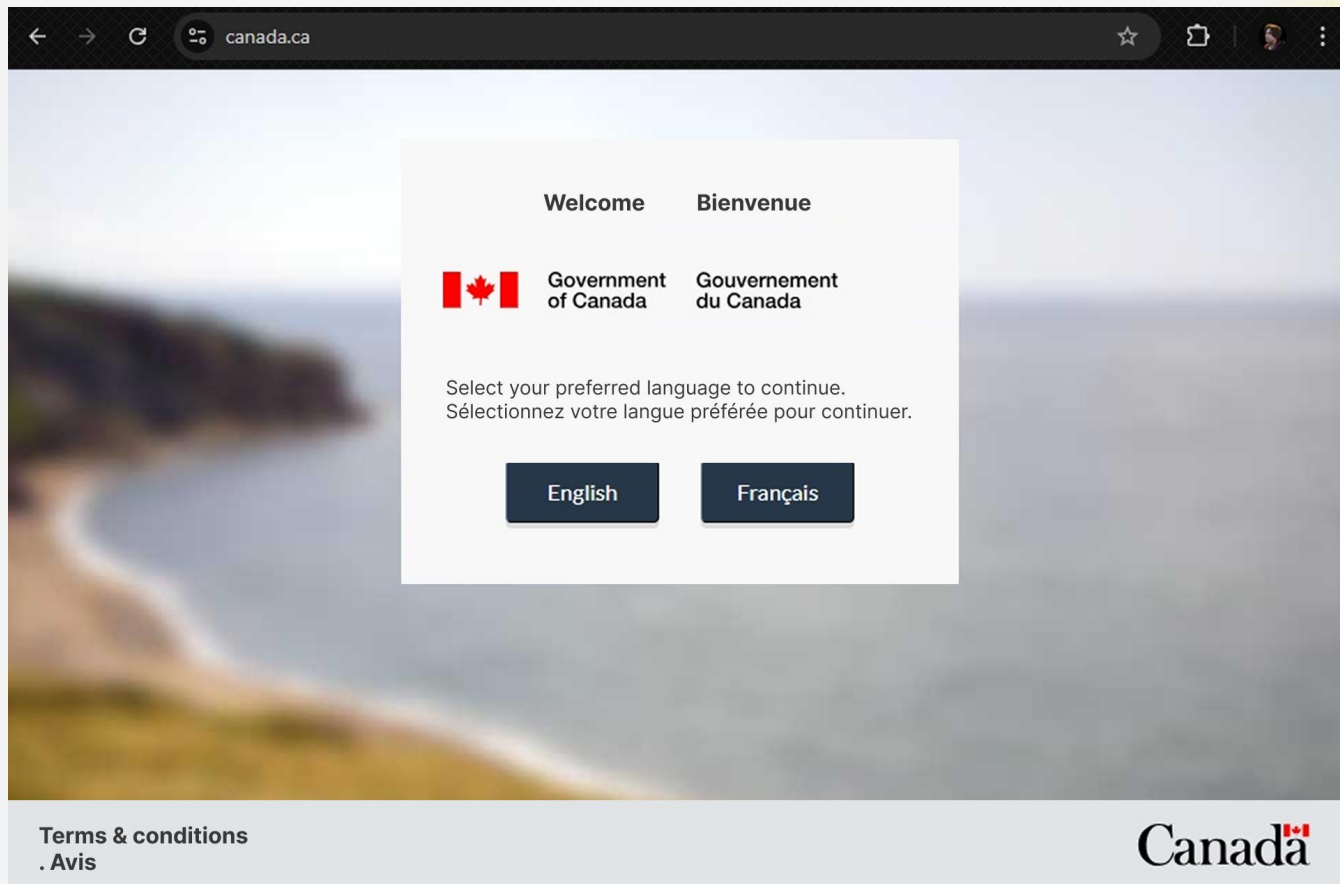 canada.ca
Welcome Bienvenue
Government Gouvernement
of Canada du Canada
Select your preferred language to continue.
Sélectionnez votre langue préférée pour continuer.
English Français
Terms & conditions
. Avis
Canada